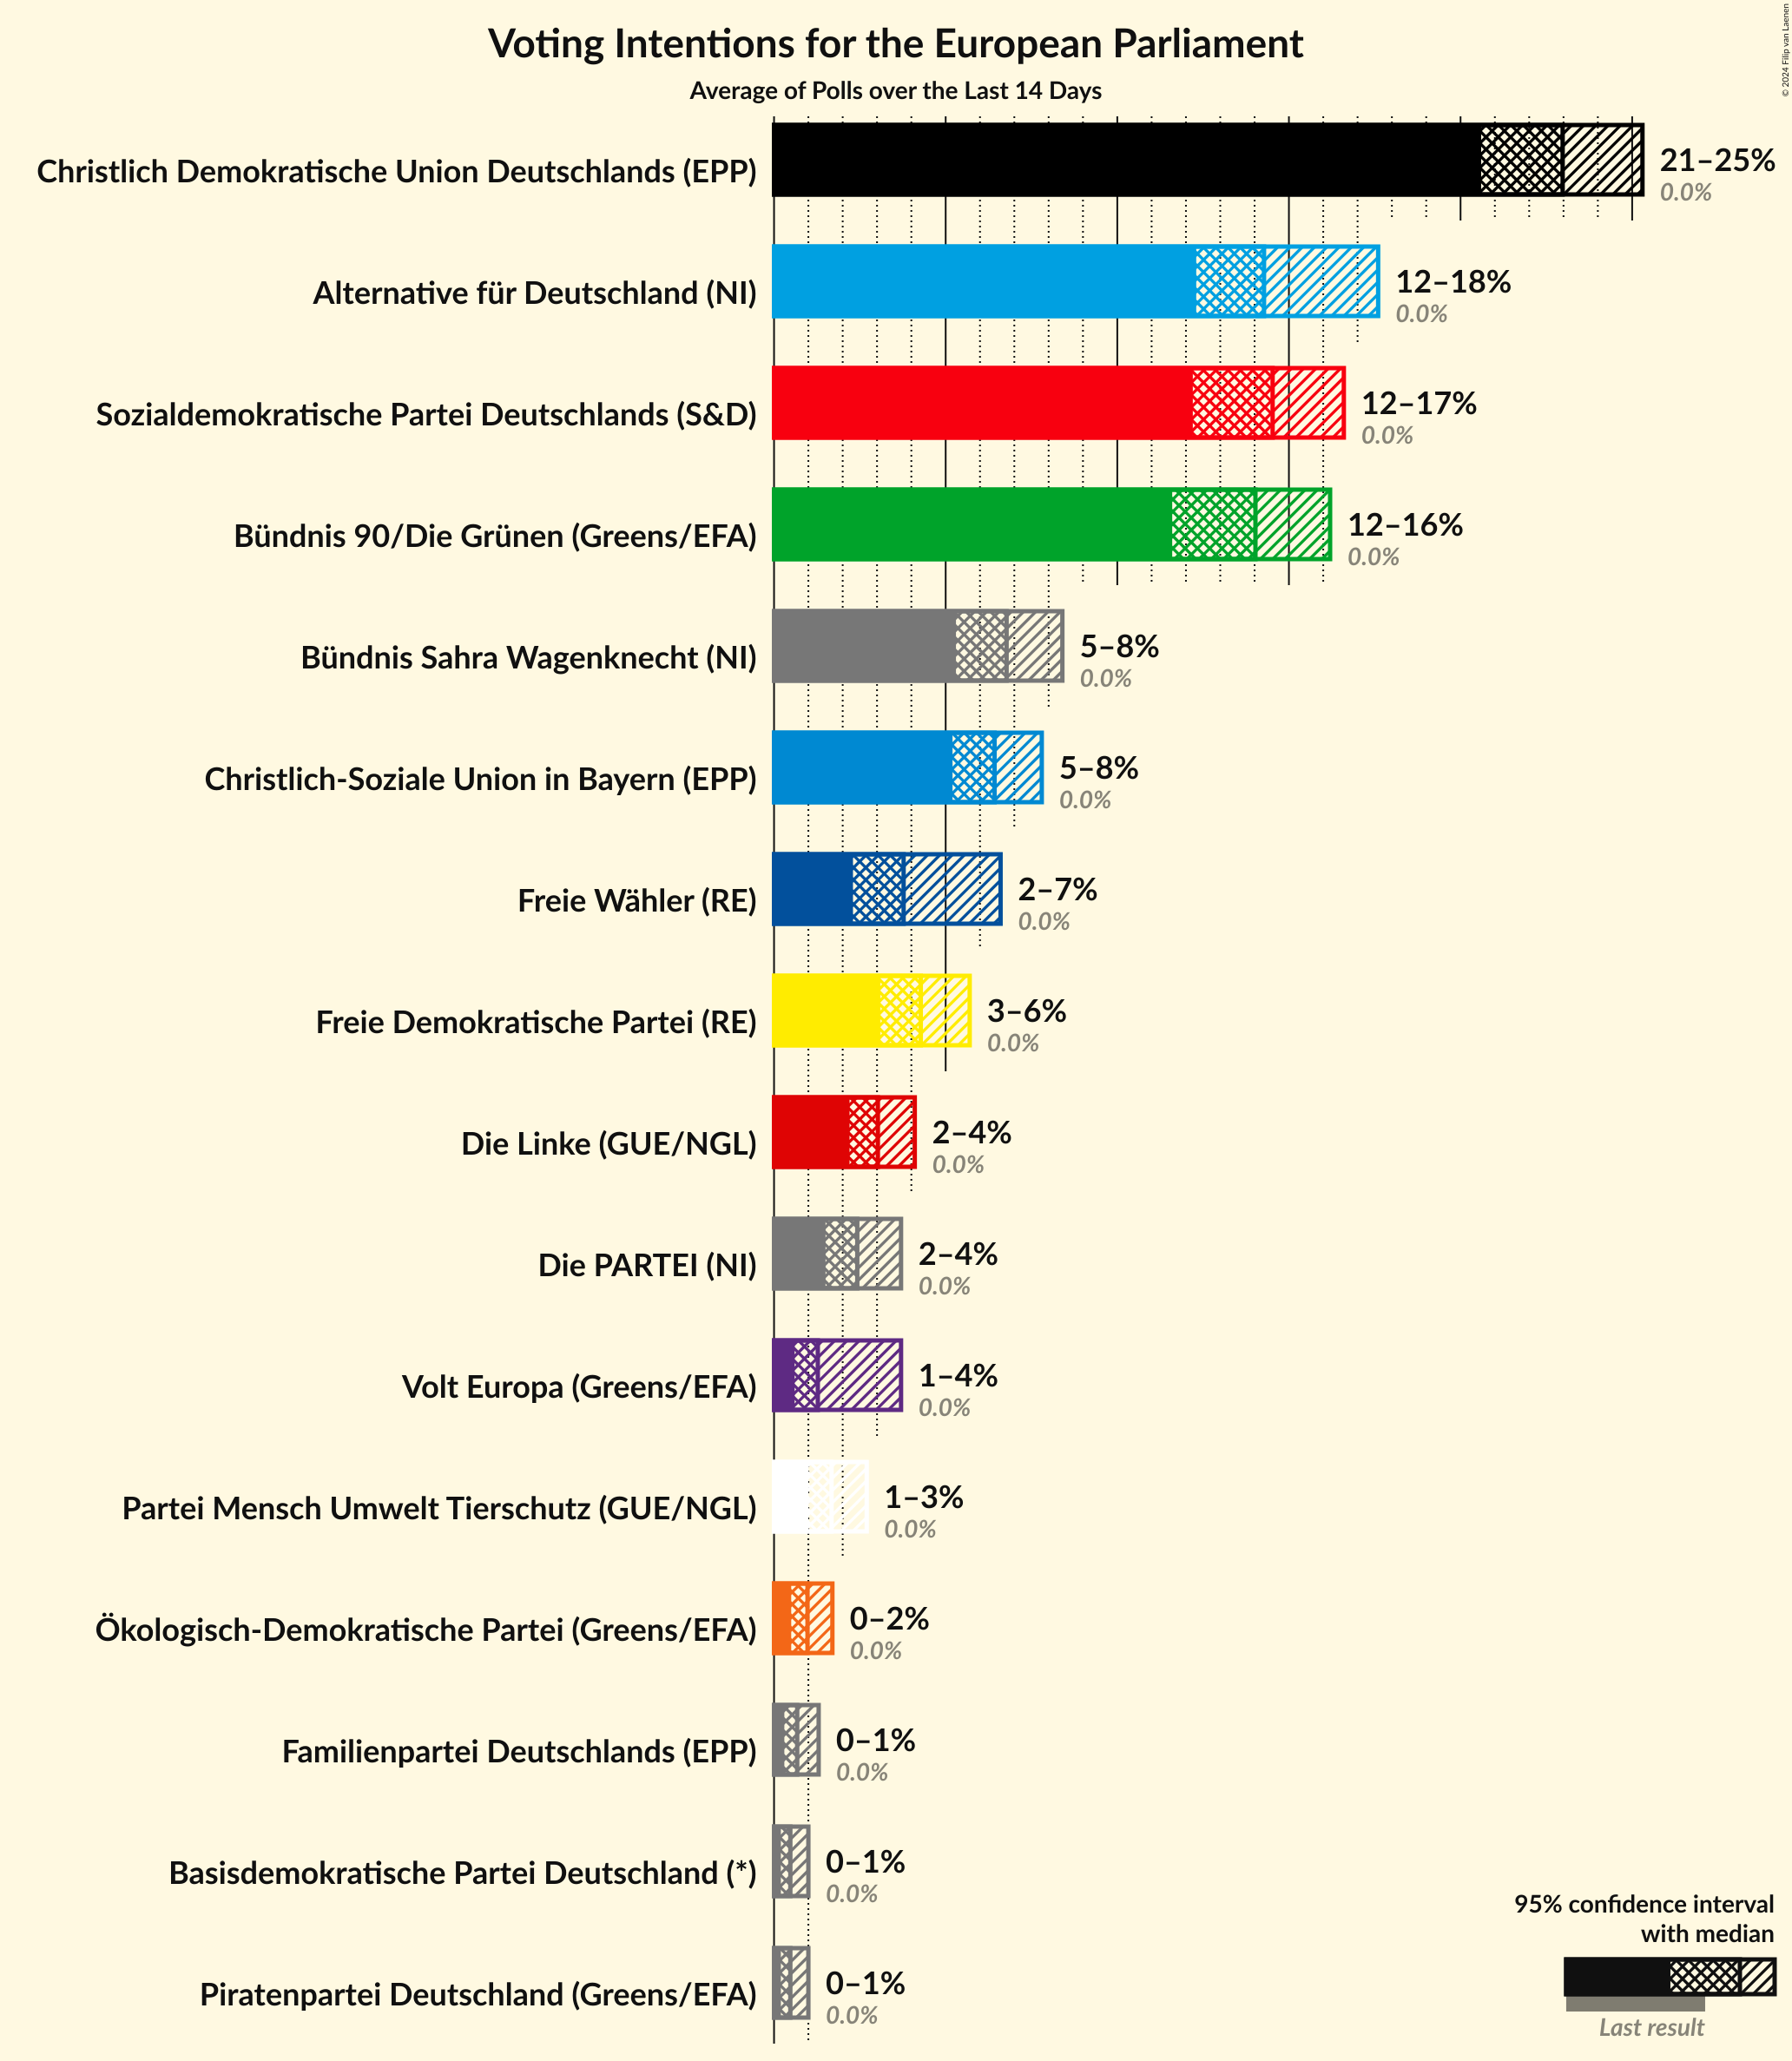 Voting Intentions for the European Parliament
Average of Polls over the Last 14 Days
© 2024 Filip van Laenen
Christlich Demokratische Union Deutschlands (EPP)
21–25%
0.0%
Alternative für Deutschland (NI)
12–18%
0.0%
Sozialdemokratische Partei Deutschlands (S&D)
12–17%
0.0%
Bündnis 90/Die Grünen (Greens/EFA)
12–16%
0.0%
Bündnis Sahra Wagenknecht (NI)
5–8%
0.0%
Christlich-Soziale Union in Bayern (EPP)
5–8%
0.0%
Freie Wähler (RE)
2–7%
0.0%
Freie Demokratische Partei (RE)
3–6%
0.0%
Die Linke (GUE/NGL)
2–4%
0.0%
Die PARTEI (NI)
2–4%
0.0%
Volt Europa (Greens/EFA)
1–4%
0.0%
Partei Mensch Umwelt Tierschutz (GUE/NGL)
1–3%
0.0%
Ökologisch-Demokratische Partei (Greens/EFA)
0–2%
0.0%
Familienpartei Deutschlands (EPP)
0–1%
0.0%
Basisdemokratische Partei Deutschland (*)
0–1%
0.0%
Piratenpartei Deutschland (Greens/EFA)
0–1%
0.0%
95% confidence interval
with median
Last result